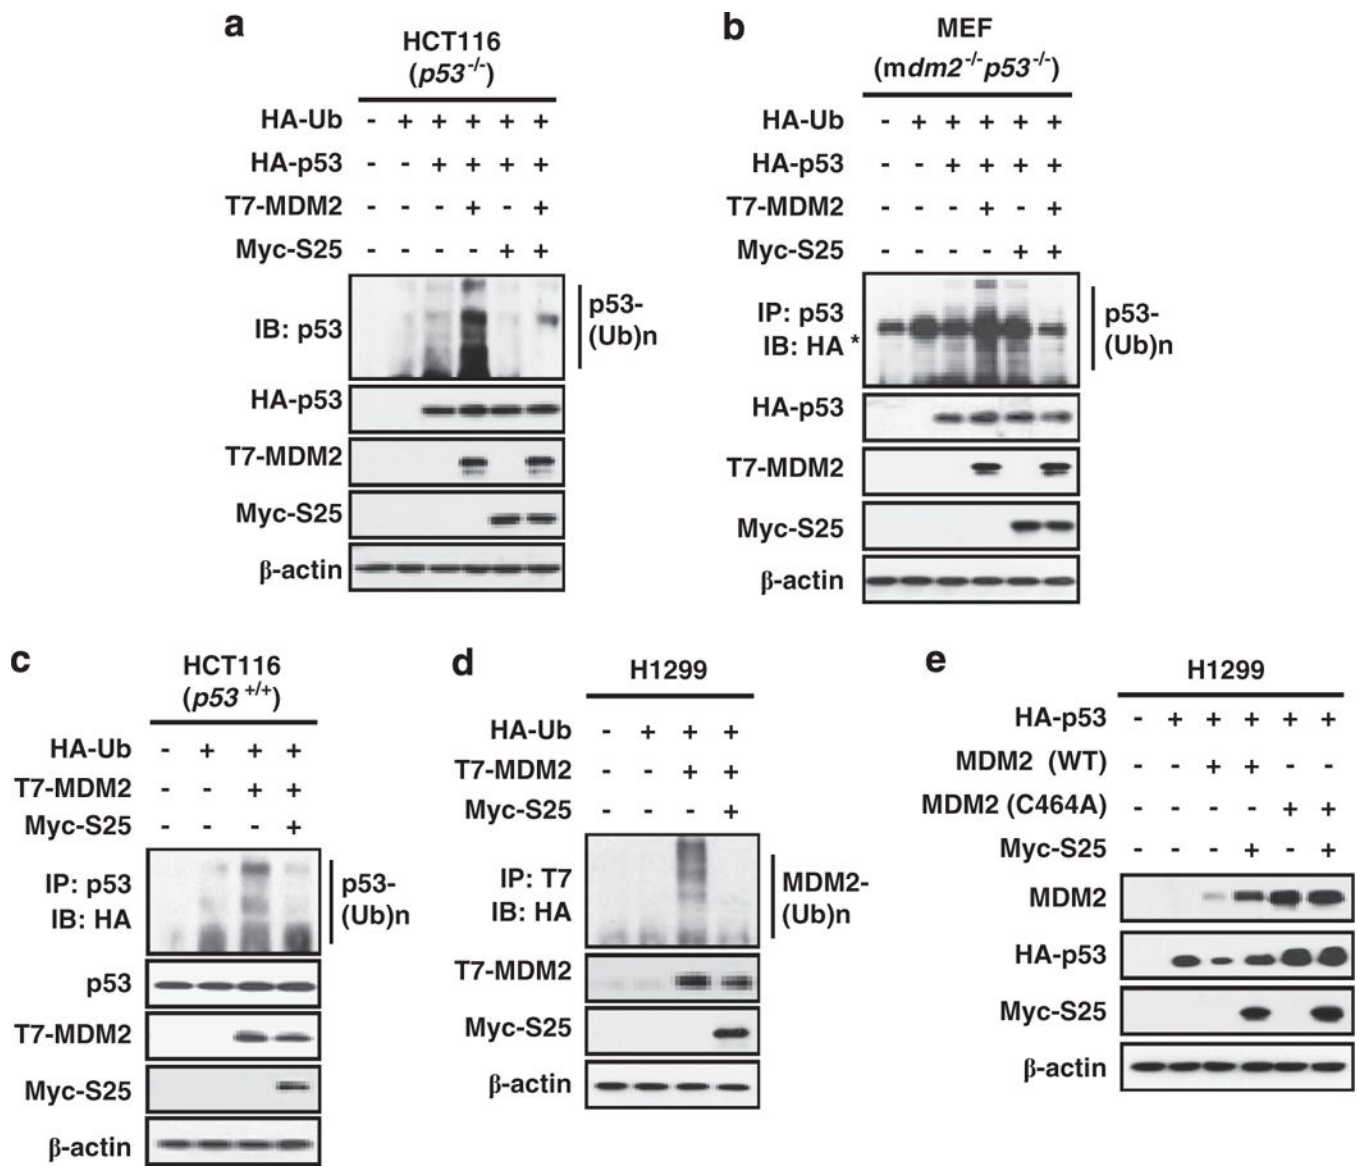 a
HCT116
(p53-/-)
HA-Ub - + + + + +
HA-p53 - - + + + +
T7-MDM2 - - - + - +
Myc-S25 - - - - + +
IB: p53
p53-
(Ub)n
HA-p53
T7-MDM2
Myc-S25
β-actin
b
MEF
(mdm2-/-p53-/-)
HA-Ub - + + + + +
HA-p53 - - + + + +
T7-MDM2 - - - + - +
Myc-S25 - - - - + +
IP: p53
IB: HA *
p53-
(Ub)n
HA-p53
T7-MDM2
Myc-S25
β-actin
c
HCT116
(p53 +/+)
HA-Ub - + + +
T7-MDM2 - - + +
Myc-S25 - - - +
IP: p53
IB: HA
p53-
(Ub)n
p53
T7-MDM2
Myc-S25
β-actin
d
H1299
HA-Ub - + + +
T7-MDM2 - - + +
Myc-S25 - - - +
IP: T7
IB: HA
MDM2-
(Ub)n
T7-MDM2
Myc-S25
β-actin
e
H1299
HA-p53 - + + + + +
MDM2 (WT) - - + + - -
MDM2 (C464A) - - - - + +
Myc-S25 - - - + - +
MDM2
HA-p53
Myc-S25
β-actin